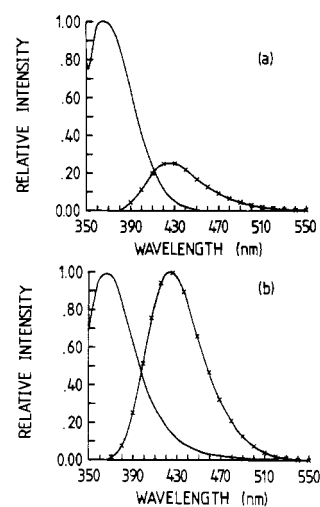 (a)
RELATIVE INTENSITY
1.00
.80
.60
.40
.20
0.00
350 390 430 470 510 550
WAVELENGTH (nm)
(b)
RELATIVE INTENSITY
1.00
.80
.60
.40
.20
0.00
350 390 430 470 510 550
WAVELENGTH (nm)